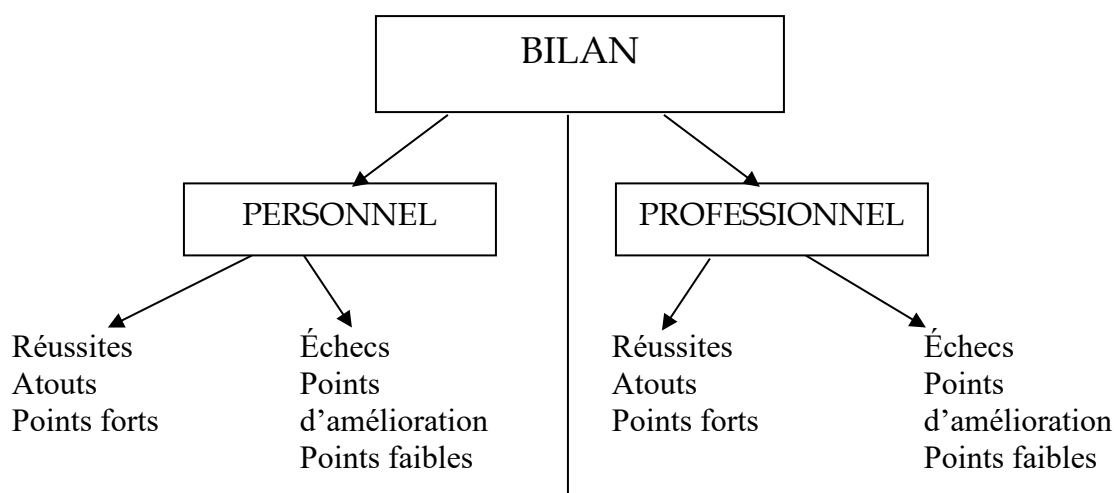 BILAN
PERSONNEL
PROFESSIONNEL
Réussites
Atouts
Points forts
Échecs
Points
d’amélioration
Points faibles
Réussites
Atouts
Points forts
Échecs
Points
d’amélioration
Points faibles